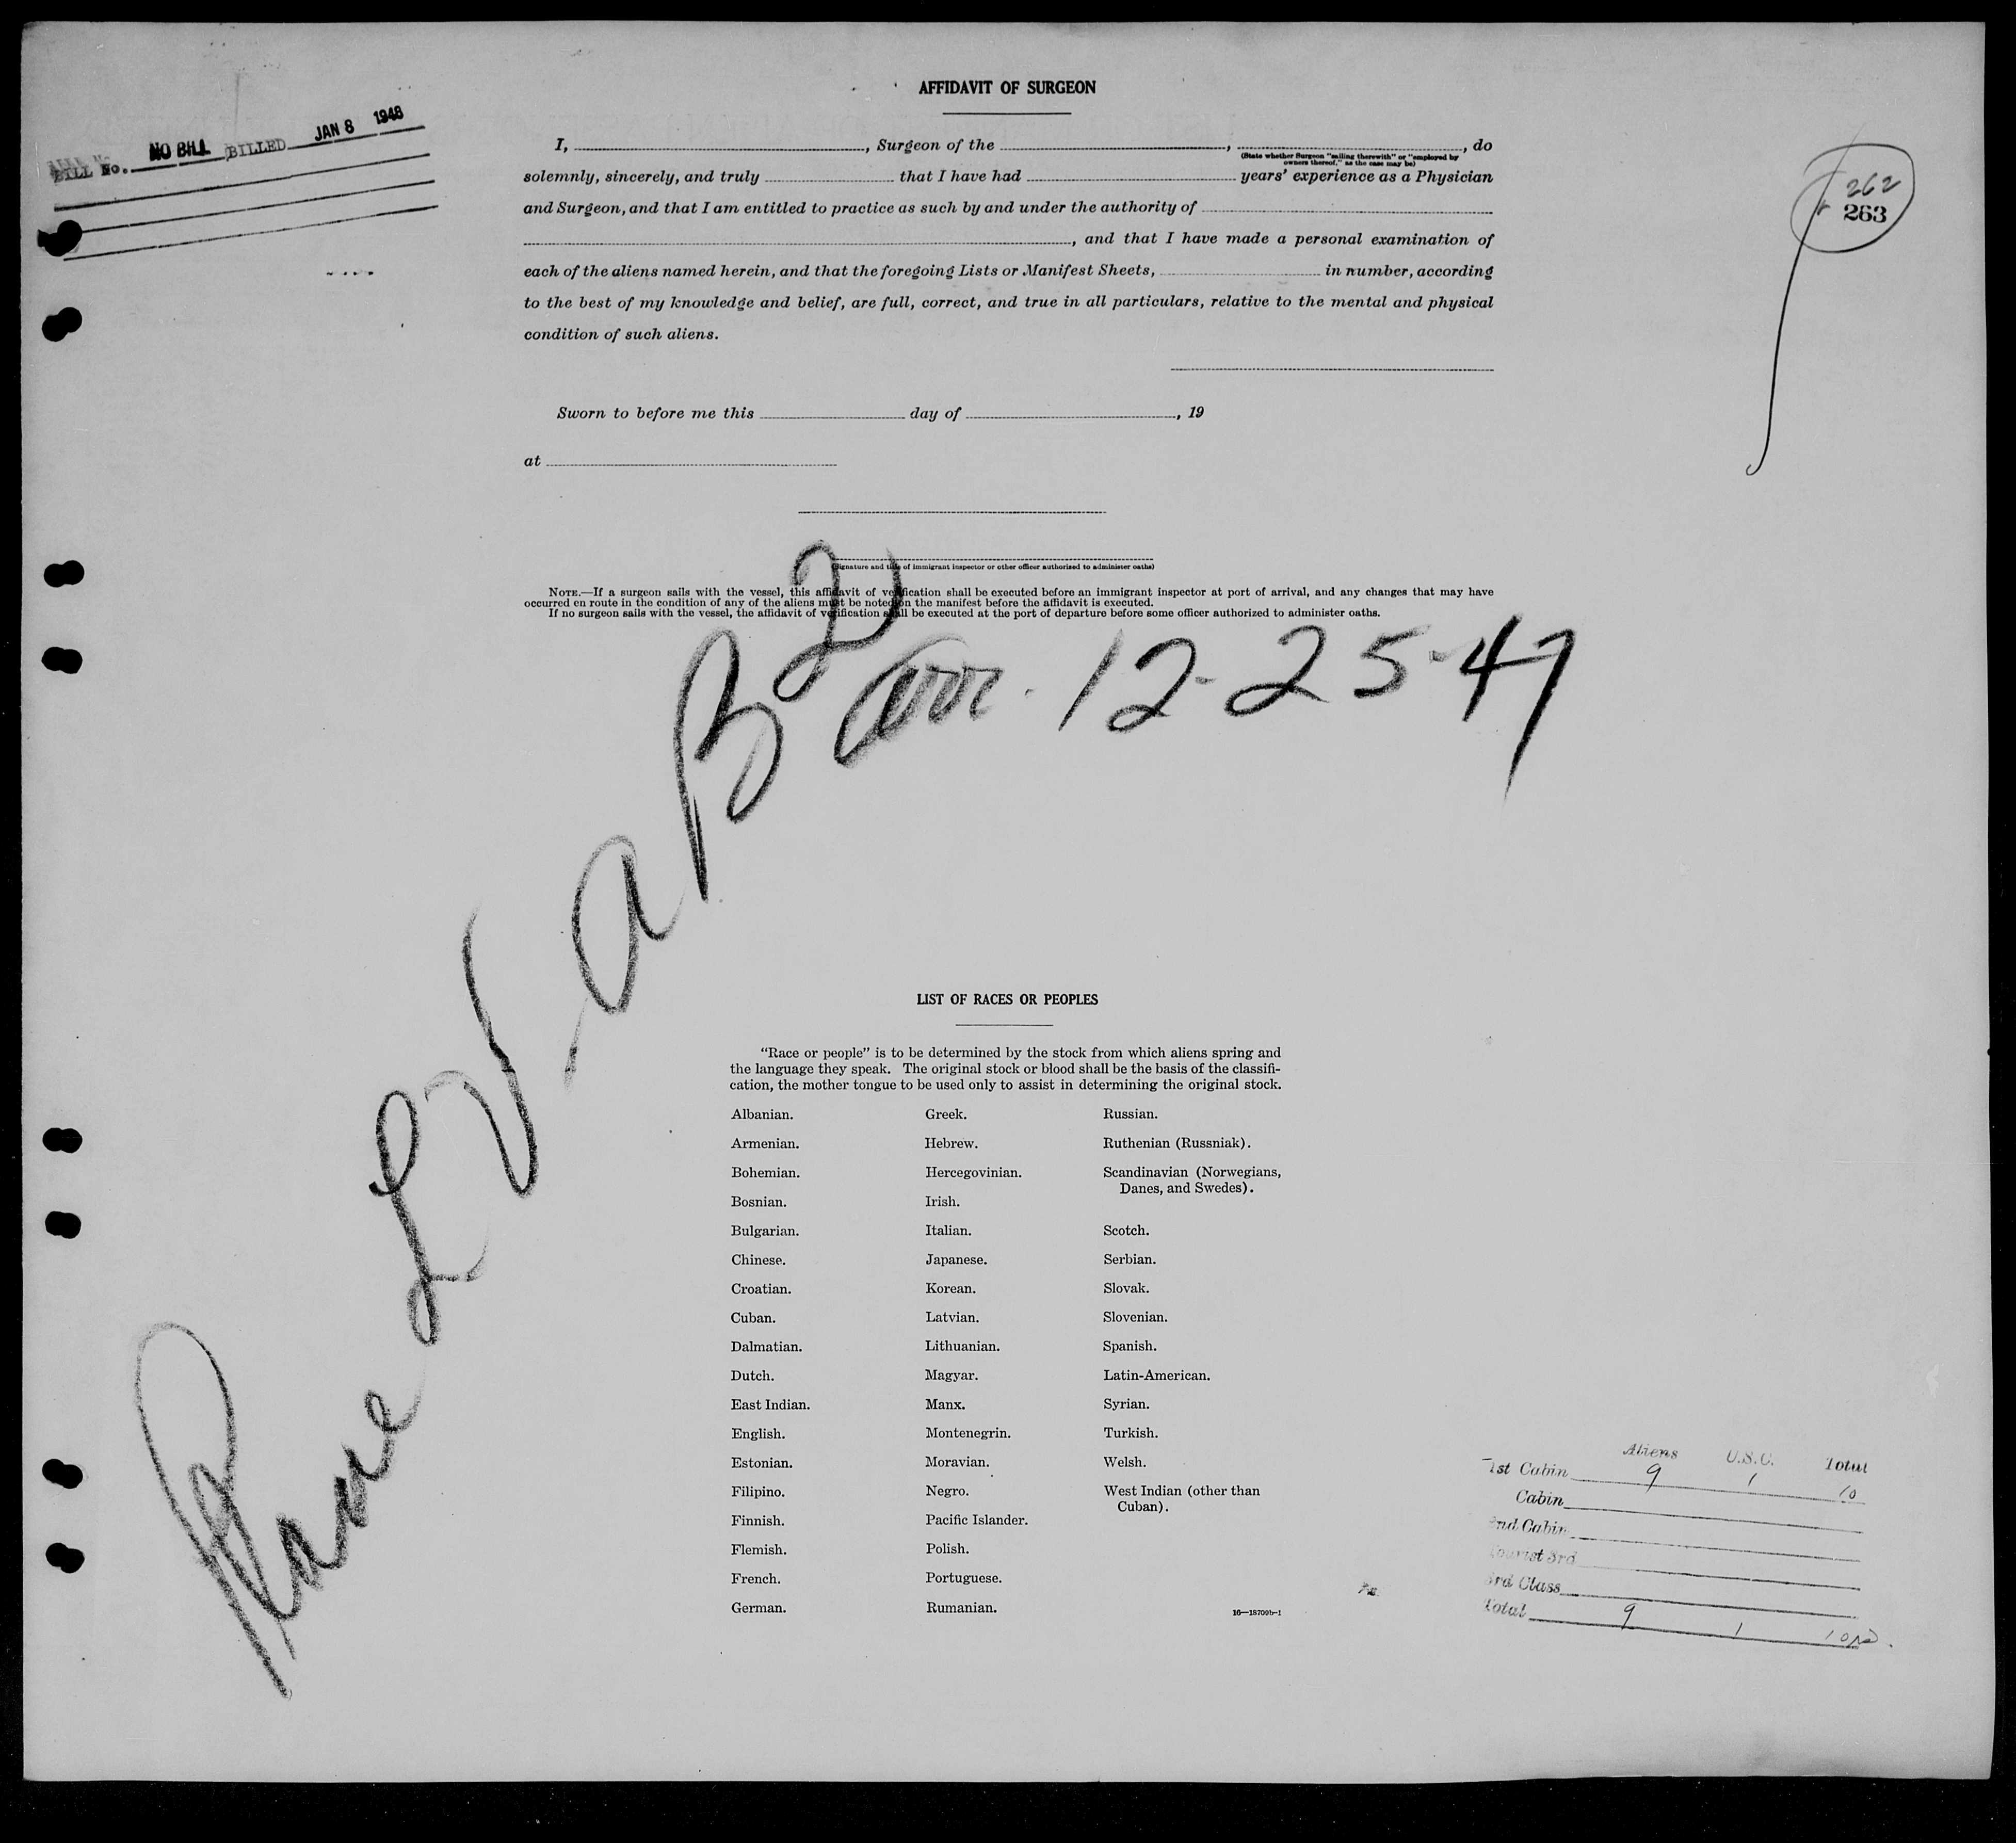 AFFIDAVIT OF SURGEON
BILL No. NO BILL BILLED JAN 8 1948
262
263
I, , Surgeon of the , , do
(State whether Surgeon "sailing therewith" or "employed by
owners thereof," as the case may be)
solemnly, sincerely, and truly that I have had years' experience as a Physician
and Surgeon, and that I am entitled to practice as such by and under the authority of
, and that I have made a personal examination of
each of the aliens named herein, and that the foregoing Lists or Manifest Sheets, in number, according
to the best of my knowledge and belief, are full, correct, and true in all particulars, relative to the mental and physical
condition of such aliens.
Sworn to before me this day of , 19
at
(Signature and title of immigrant inspector or other officer authorized to administer oaths)
NOTE.—If a surgeon sails with the vessel, this affidavit of verification shall be executed before an immigrant inspector at port of arrival, and any changes that may have
occurred en route in the condition of any of the aliens must be noted on the manifest before the affidavit is executed.
If no surgeon sails with the vessel, the affidavit of verification shall be executed at the port of departure before some officer authorized to administer oaths.
Plane LV-ABZ
arr. 12-25-47
LIST OF RACES OR PEOPLES
"Race or people" is to be determined by the stock from which aliens spring and
the language they speak. The original stock or blood shall be the basis of the classifi-
cation, the mother tongue to be used only to assist in determining the original stock.
Albanian. Greek. Russian.
Armenian. Hebrew. Ruthenian (Russniak).
Bohemian. Hercegovinian. Scandinavian (Norwegians,
Danes, and Swedes).
Bosnian. Irish.
Bulgarian. Italian. Scotch.
Chinese. Japanese. Serbian.
Croatian. Korean. Slovak.
Cuban. Latvian. Slovenian.
Dalmatian. Lithuanian. Spanish.
Dutch. Magyar. Latin-American.
East Indian. Manx. Syrian.
English. Montenegrin. Turkish.
Estonian. Moravian. Welsh.
Filipino. Negro. West Indian (other than
Cuban).
Finnish. Pacific Islander.
Flemish. Polish.
French. Portuguese.
German. Rumanian.
16—18709b-1
Aliens U.S.C. Total
1st Cabin 9 1 10
Cabin
2nd Cabin
Tourist 3rd
3rd Class
Total 9 1 10